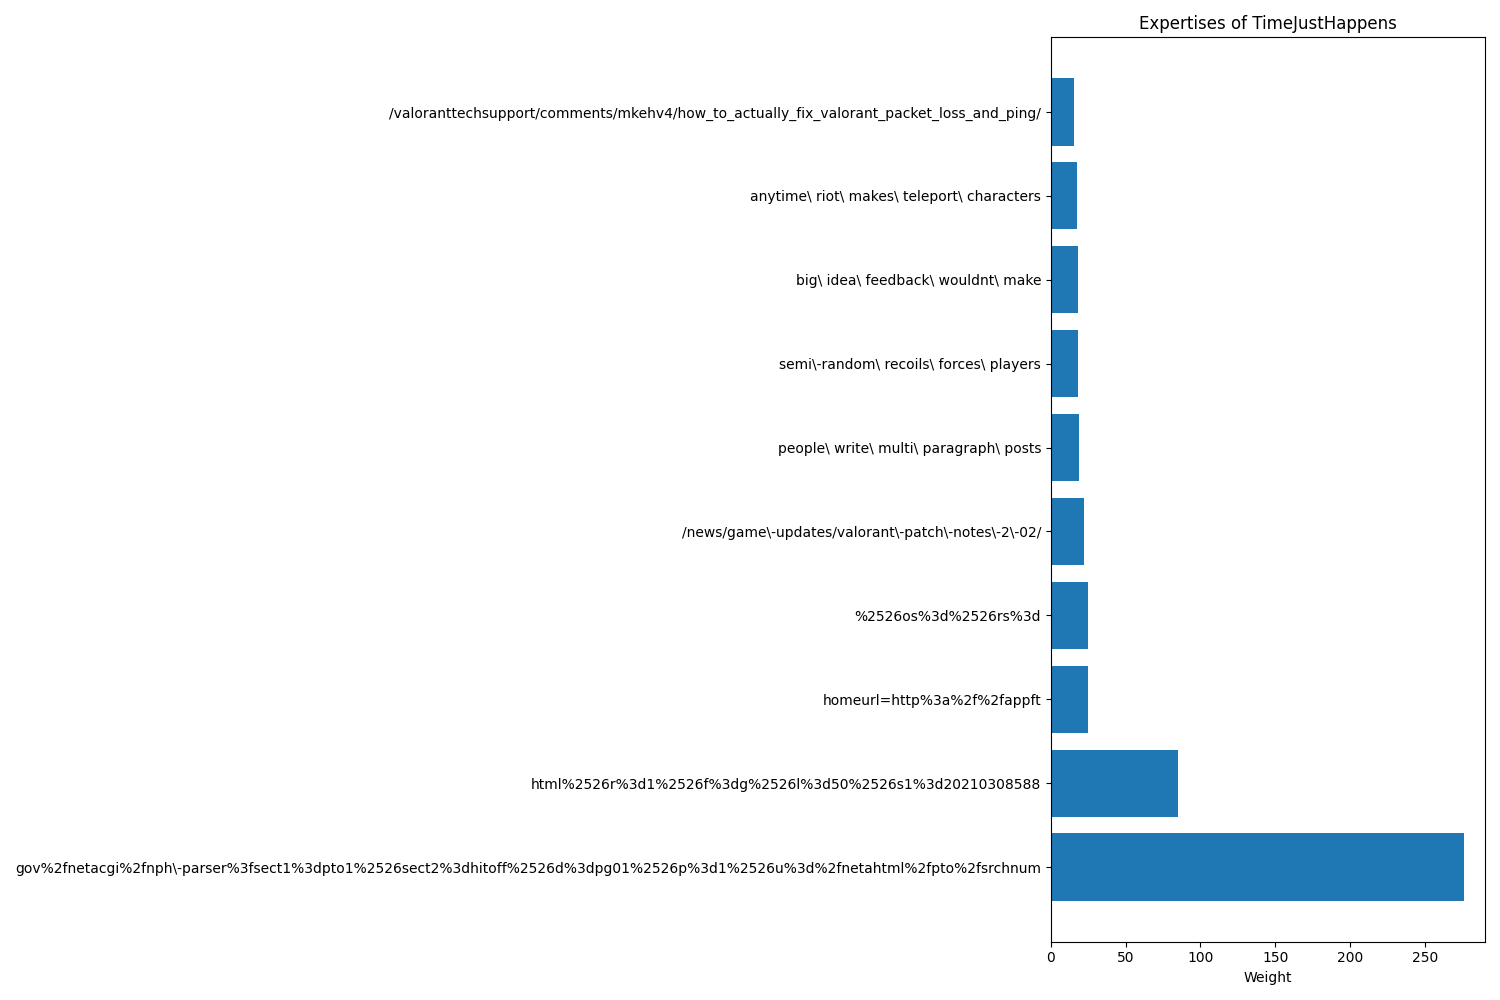 Expertises of TimeJustHappens
/valoranttechsupport/comments/mkehv4/how_to_actually_fix_valorant_packet_loss_and_ping/
anytime\ riot\ makes\ teleport\ characters
big\ idea\ feedback\ wouldnt\ make
semi\-random\ recoils\ forces\ players
people\ write\ multi\ paragraph\ posts
/news/game\-updates/valorant\-patch\-notes\-2\-02/
%2526os%3d%2526rs%3d
homeurl=http%3a%2f%2fappft
html%2526r%3d1%2526f%3dg%2526l%3d50%2526s1%3d20210308588
gov%2fnetacgi%2fnph\-parser%3fsect1%3dpto1%2526sect2%3dhitoff%2526d%3dpg01%2526p%3d1%2526u%3d%2fnetahtml%2fpto%2fsrchnum
0 50 100 150 200 250
Weight